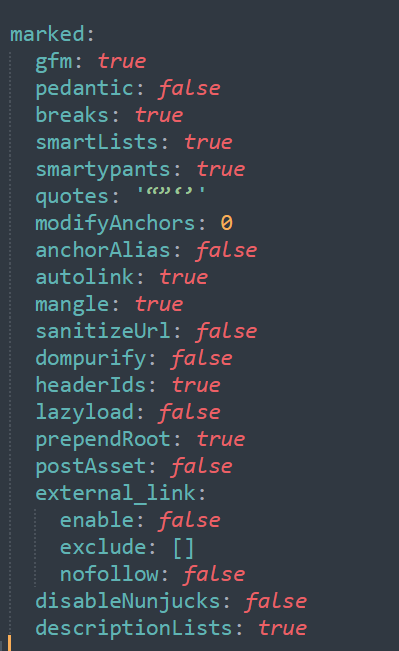 marked:
  gfm: true
  pedantic: false
  breaks: true
  smartLists: true
  smartypants: true
  quotes: '“”‘’'
  modifyAnchors: 0
  anchorAlias: false
  autolink: true
  mangle: true
  sanitizeUrl: false
  dompurify: false
  headerIds: true
  lazyload: false
  prependRoot: true
  postAsset: false
  external_link:
    enable: false
    exclude: []
    nofollow: false
  disableNunjucks: false
  descriptionLists: true